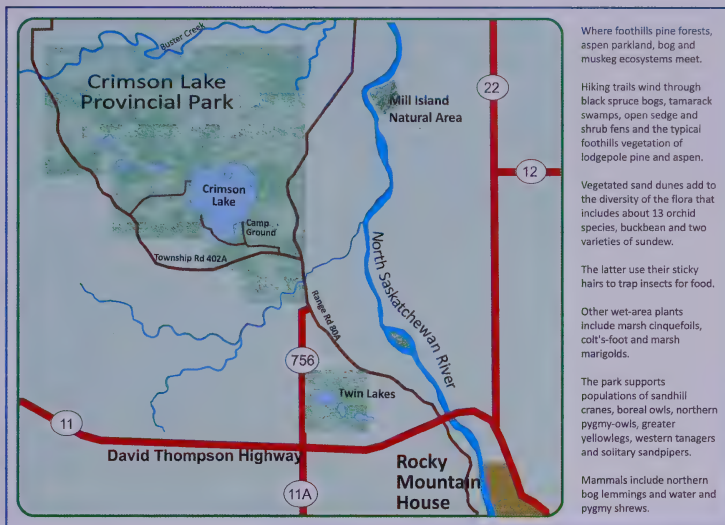 Buster Creek
Crimson Lake
Provincial Park
Mill Island
Natural Area
22
12
Crimson
Lake
Camp
Ground
Township Rd 402A
North Saskatchewan River
Range Rd 80A
756
Twin Lakes
11
David Thompson Highway
11A
Rocky
Mountain
House
Where foothills pine forests,
aspen parkland, bog and
muskeg ecosystems meet.
Hiking trails wind through
black spruce bogs, tamarack
swamps, open sedge and
shrub fens and the typical
foothills vegetation of
lodgepole pine and aspen.
Vegetated sand dunes add to
the diversity of the flora that
includes about 13 orchid
species, buckbean and two
varieties of sundew.
The latter use their sticky
hairs to trap insects for food.
Other wet-area plants
include marsh cinquefoils,
colt's-foot and marsh
marigolds.
The park supports
populations of sandhill
cranes, boreal owls, northern
pygmy-owls, greater
yellowlegs, western tanagers
and solitary sandpipers.
Mammals include northern
bog lemmings and water and
pygmy shrews.